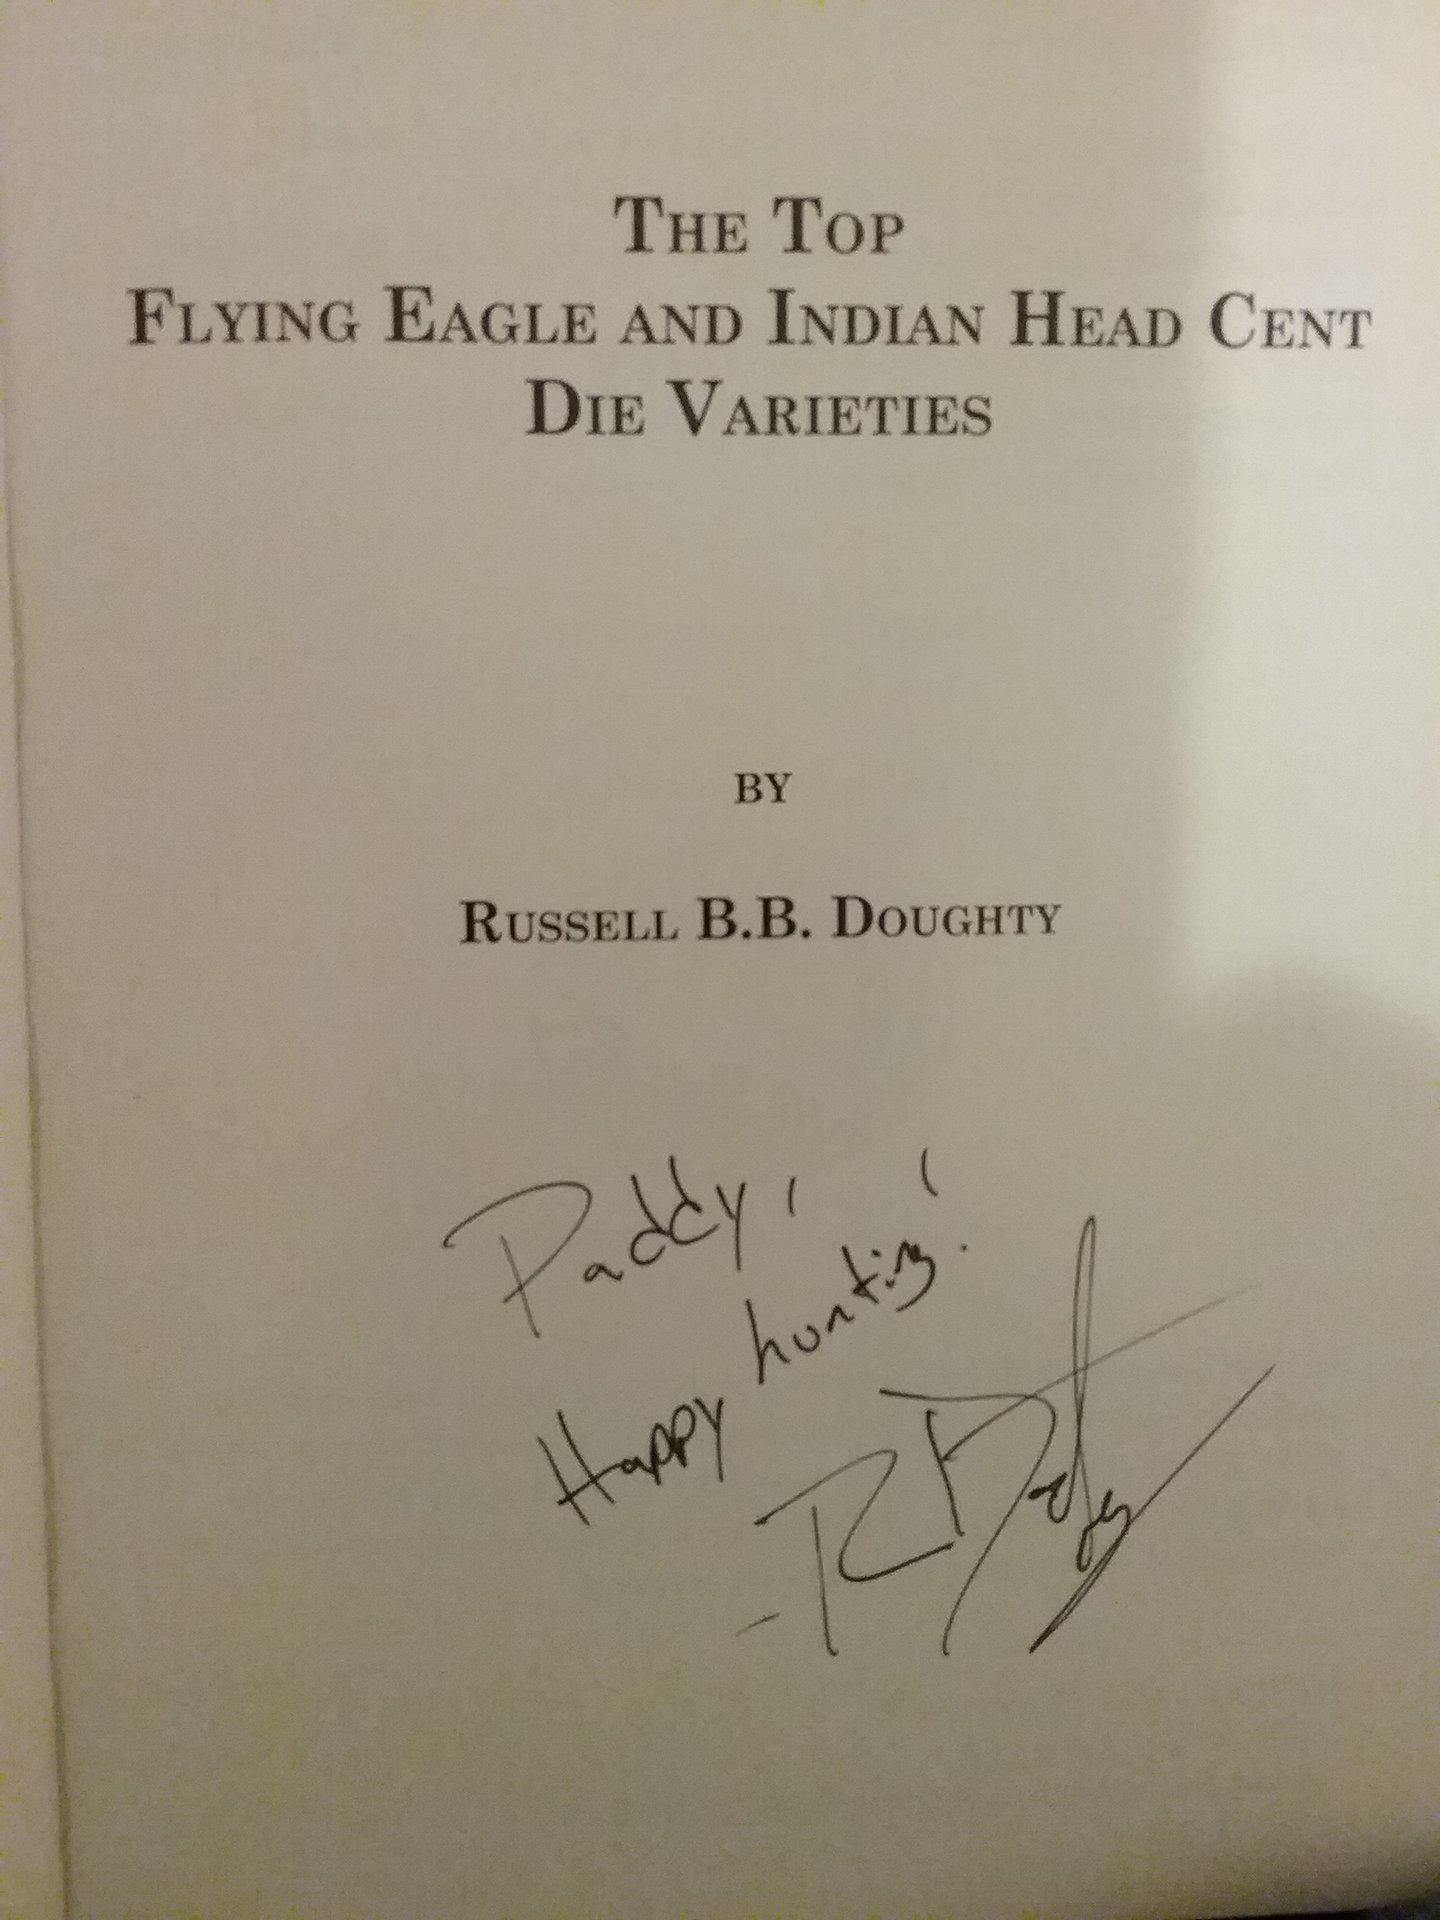 The Top
Flying Eagle and Indian Head Cent
Die Varieties
by
Russell B.B. Doughty
Paddy,
Happy hunting!